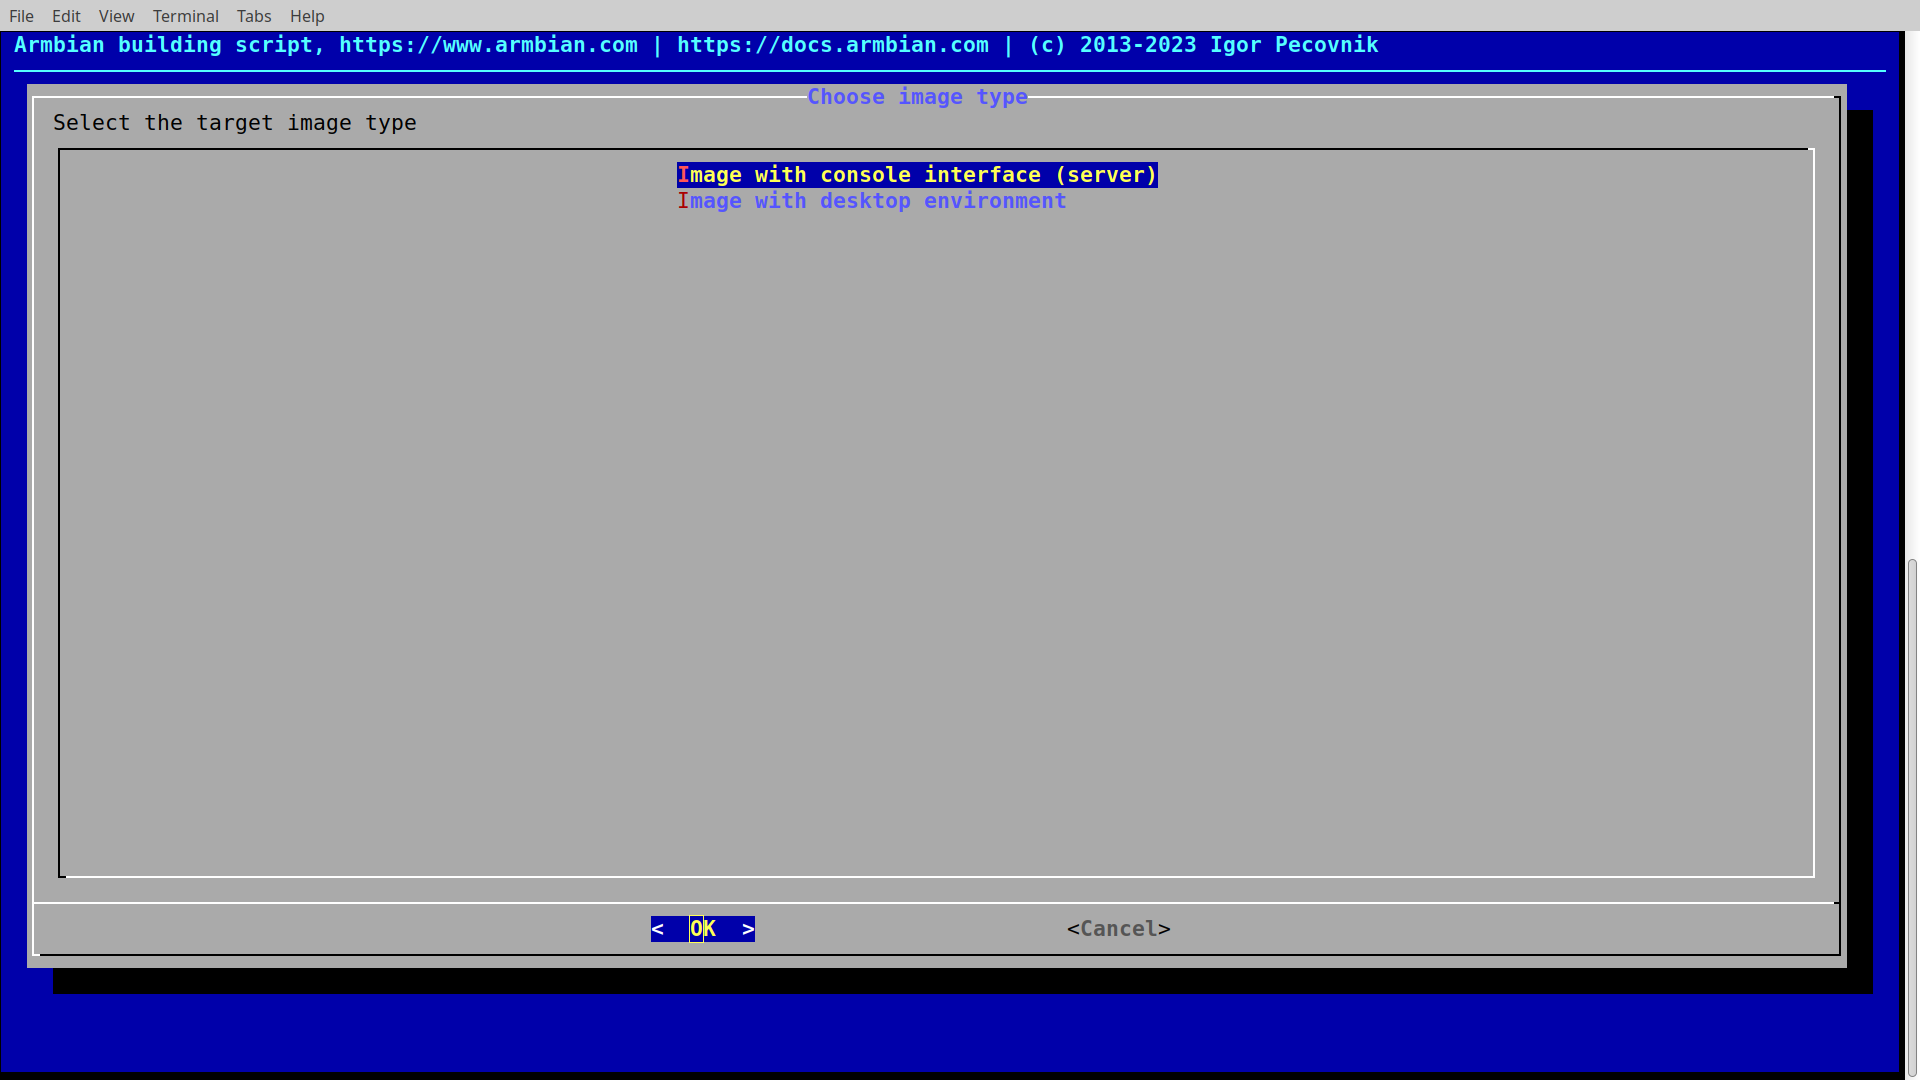 File Edit View Terminal Tabs Help
Armbian building script, https://www.armbian.com | https://docs.armbian.com | (c) 2013-2023 Igor Pecovnik
Choose image type
Select the target image type
Image with console interface (server)
Image with desktop environment
<  OK  > <Cancel>